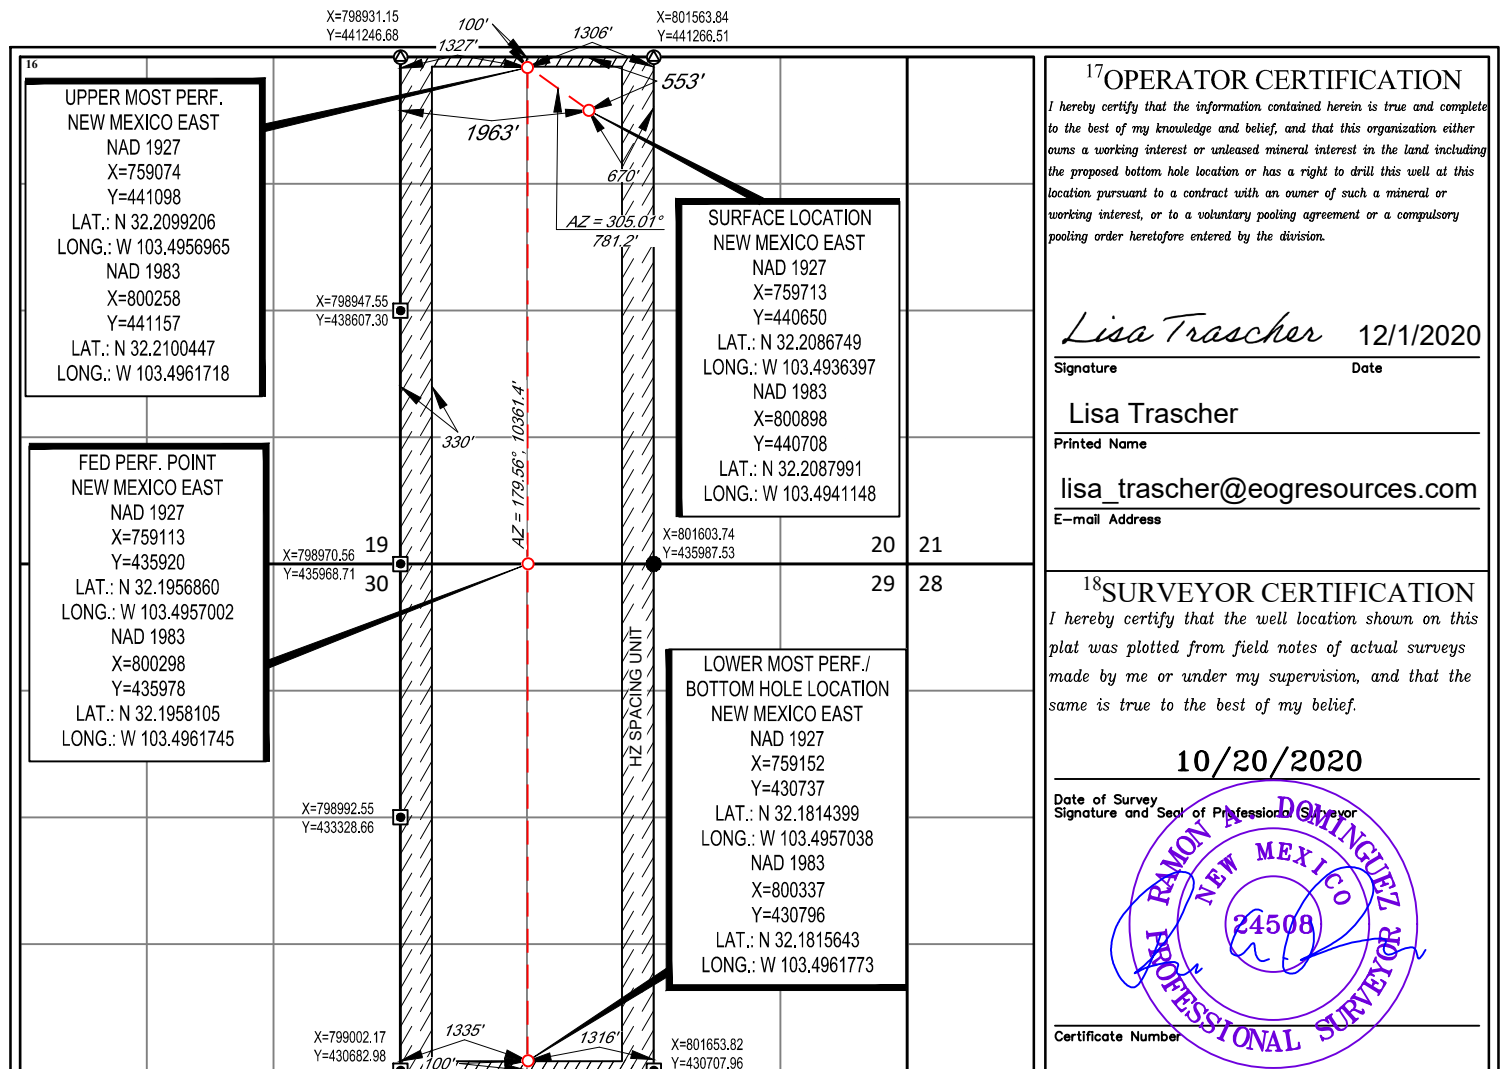 X=798931.15
Y=441246.68
100'
1327'
1306'
X=801563.84
Y=441266.51
16
553'
1963'
670'
AZ = 305.01°
781.2'
UPPER MOST PERF.
NEW MEXICO EAST
NAD 1927
X=759074
Y=441098
LAT.: N 32.2099206
LONG.: W 103.4956965
NAD 1983
X=800258
Y=441157
LAT.: N 32.2100447
LONG.: W 103.4961718
SURFACE LOCATION
NEW MEXICO EAST
NAD 1927
X=759713
Y=440650
LAT.: N 32.2086749
LONG.: W 103.4936397
NAD 1983
X=800898
Y=440708
LAT.: N 32.2087991
LONG.: W 103.4941148
X=798947.55
Y=438607.30
330'
AZ = 179.56°, 10361.4'
FED PERF. POINT
NEW MEXICO EAST
NAD 1927
X=759113
Y=435920
LAT.: N 32.1956860
LONG.: W 103.4957002
NAD 1983
X=800298
Y=435978
LAT.: N 32.1958105
LONG.: W 103.4961745
X=798970.56
Y=435968.71
19
30
X=801603.74
Y=435987.53
20
21
29
28
HZ SPACING UNIT
LOWER MOST PERF./
BOTTOM HOLE LOCATION
NEW MEXICO EAST
NAD 1927
X=759152
Y=430737
LAT.: N 32.1814399
LONG.: W 103.4957038
NAD 1983
X=800337
Y=430796
LAT.: N 32.1815643
LONG.: W 103.4961773
X=798992.55
Y=433328.66
X=799002.17
Y=430682.98
1335'
100'
1316'
X=801653.82
Y=430707.96
17 OPERATOR CERTIFICATION
I hereby certify that the information contained herein is true and complete
to the best of my knowledge and belief, and that this organization either
owns a working interest or unleased mineral interest in the land including
the proposed bottom hole location or has a right to drill this well at this
location pursuant to a contract with an owner of such a mineral or
working interest, or to a voluntary pooling agreement or a compulsory
pooling order heretofore entered by the division.
Lisa Trascher 12/1/2020
Signature Date
Lisa Trascher
Printed Name
lisa_trascher@eogresources.com
E-mail Address
18 SURVEYOR CERTIFICATION
I hereby certify that the well location shown on this
plat was plotted from field notes of actual surveys
made by me or under my supervision, and that the
same is true to the best of my belief.
10/20/2020
Date of Survey
Signature and Seal of Professional Surveyor
RAMON A. DOMINGUEZ
NEW MEXICO
24508
PROFESSIONAL SURVEYOR
Certificate Number